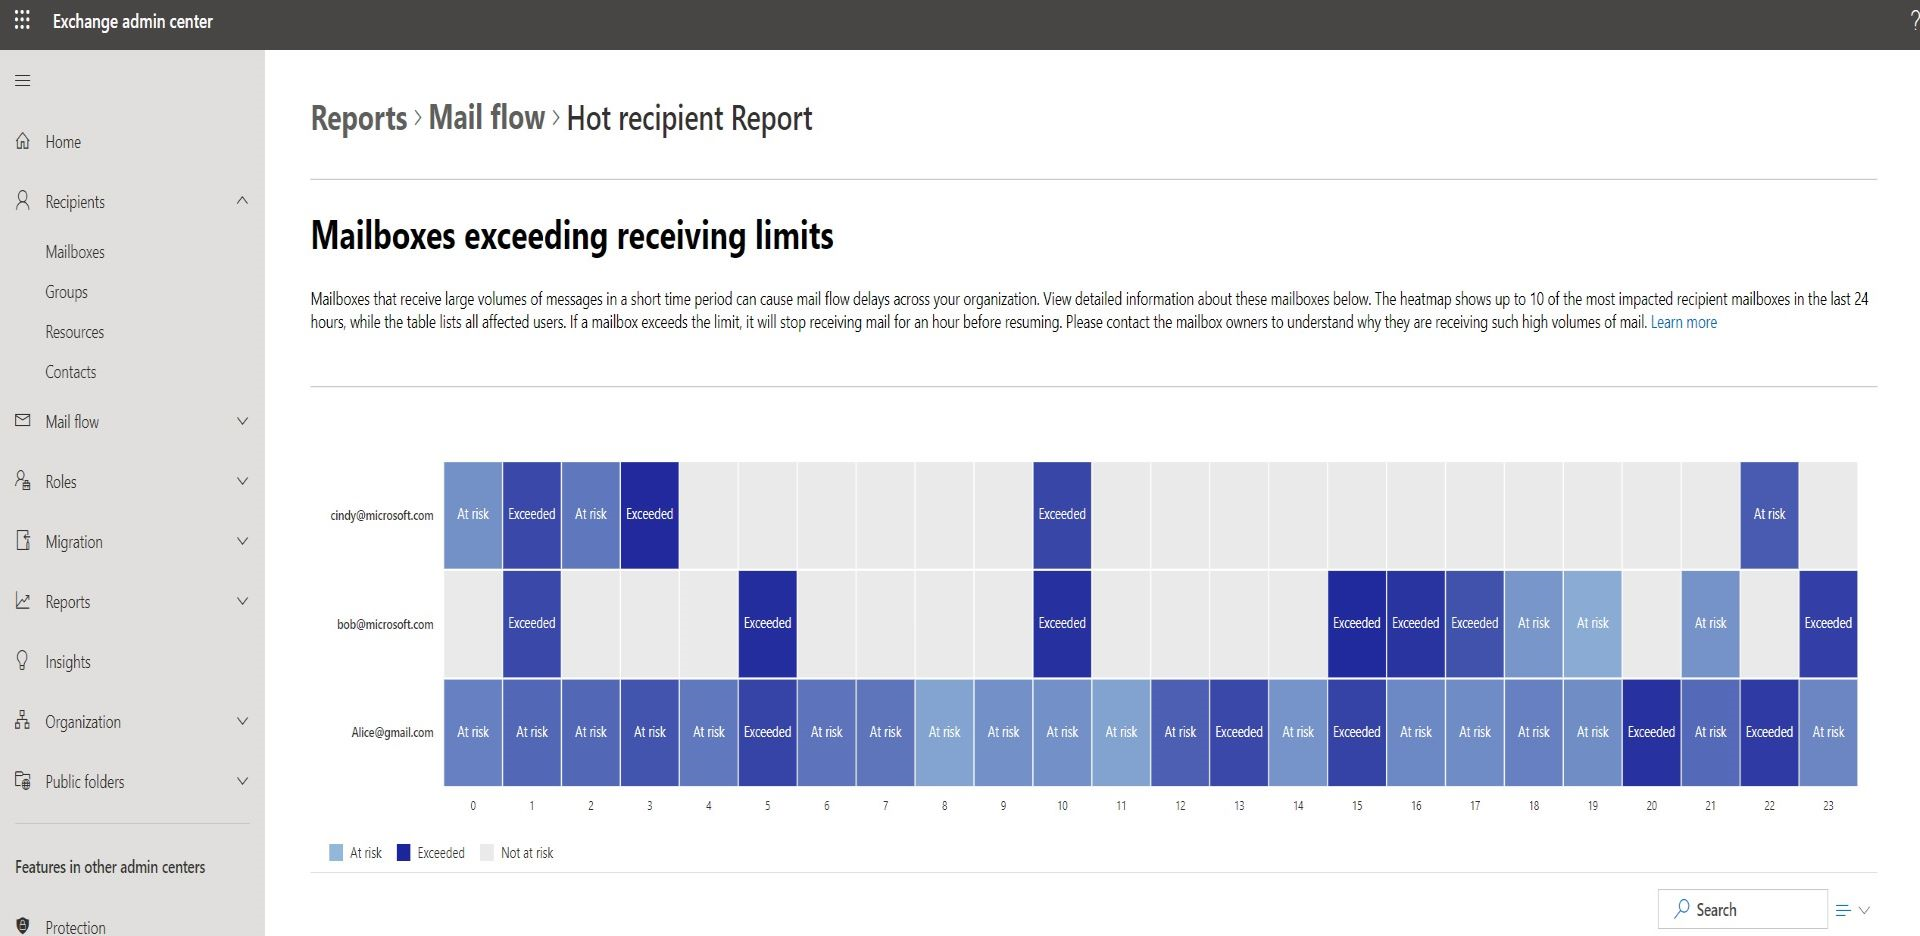 Exchange admin center
?
Home
Recipients
Mailboxes
Groups
Resources
Contacts
Mail flow
Roles
Migration
Reports
Insights
Organization
Public folders
Features in other admin centers
Protection
Reports › Mail flow › Hot recipient Report
Mailboxes exceeding receiving limits
Mailboxes that receive large volumes of messages in a short time period can cause mail flow delays across your organization. View detailed information about these mailboxes below. The heatmap shows up to 10 of the most impacted recipient mailboxes in the last 24
hours, while the table lists all affected users. If a mailbox exceeds the limit, it will stop receiving mail for an hour before resuming. Please contact the mailbox owners to understand why they are receiving such high volumes of mail. Learn more
cindy@microsoft.com At risk Exceeded At risk Exceeded Exceeded At risk
bob@microsoft.com Exceeded Exceeded Exceeded Exceeded Exceeded Exceeded At risk At risk At risk Exceeded
Alice@gmail.com At risk At risk At risk At risk At risk Exceeded At risk At risk At risk At risk At risk At risk At risk Exceeded At risk Exceeded At risk At risk At risk At risk Exceeded At risk Exceeded At risk
0 1 2 3 4 5 6 7 8 9 10 11 12 13 14 15 16 17 18 19 20 21 22 23
At risk Exceeded Not at risk
Search